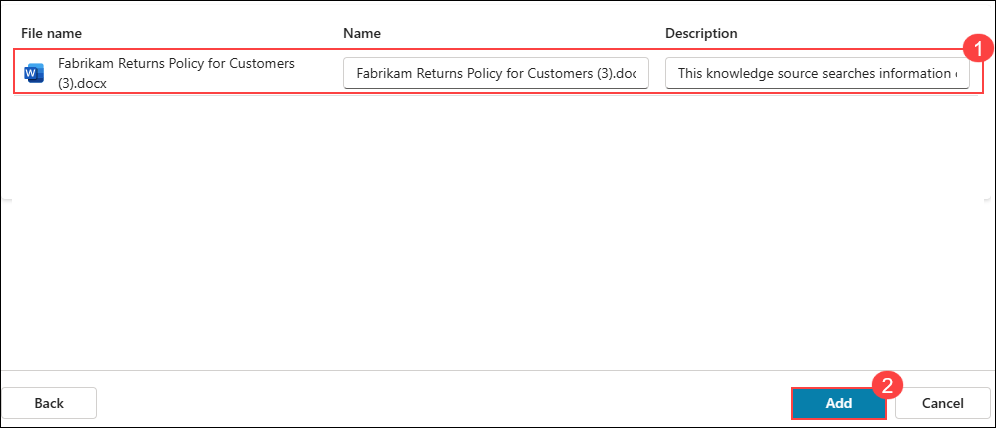 File name Name Description
1
Fabrikam Returns Policy for Customers
(3).docx
W
Fabrikam Returns Policy for Customers (3).doc
This knowledge source searches information
2
Back Add Cancel